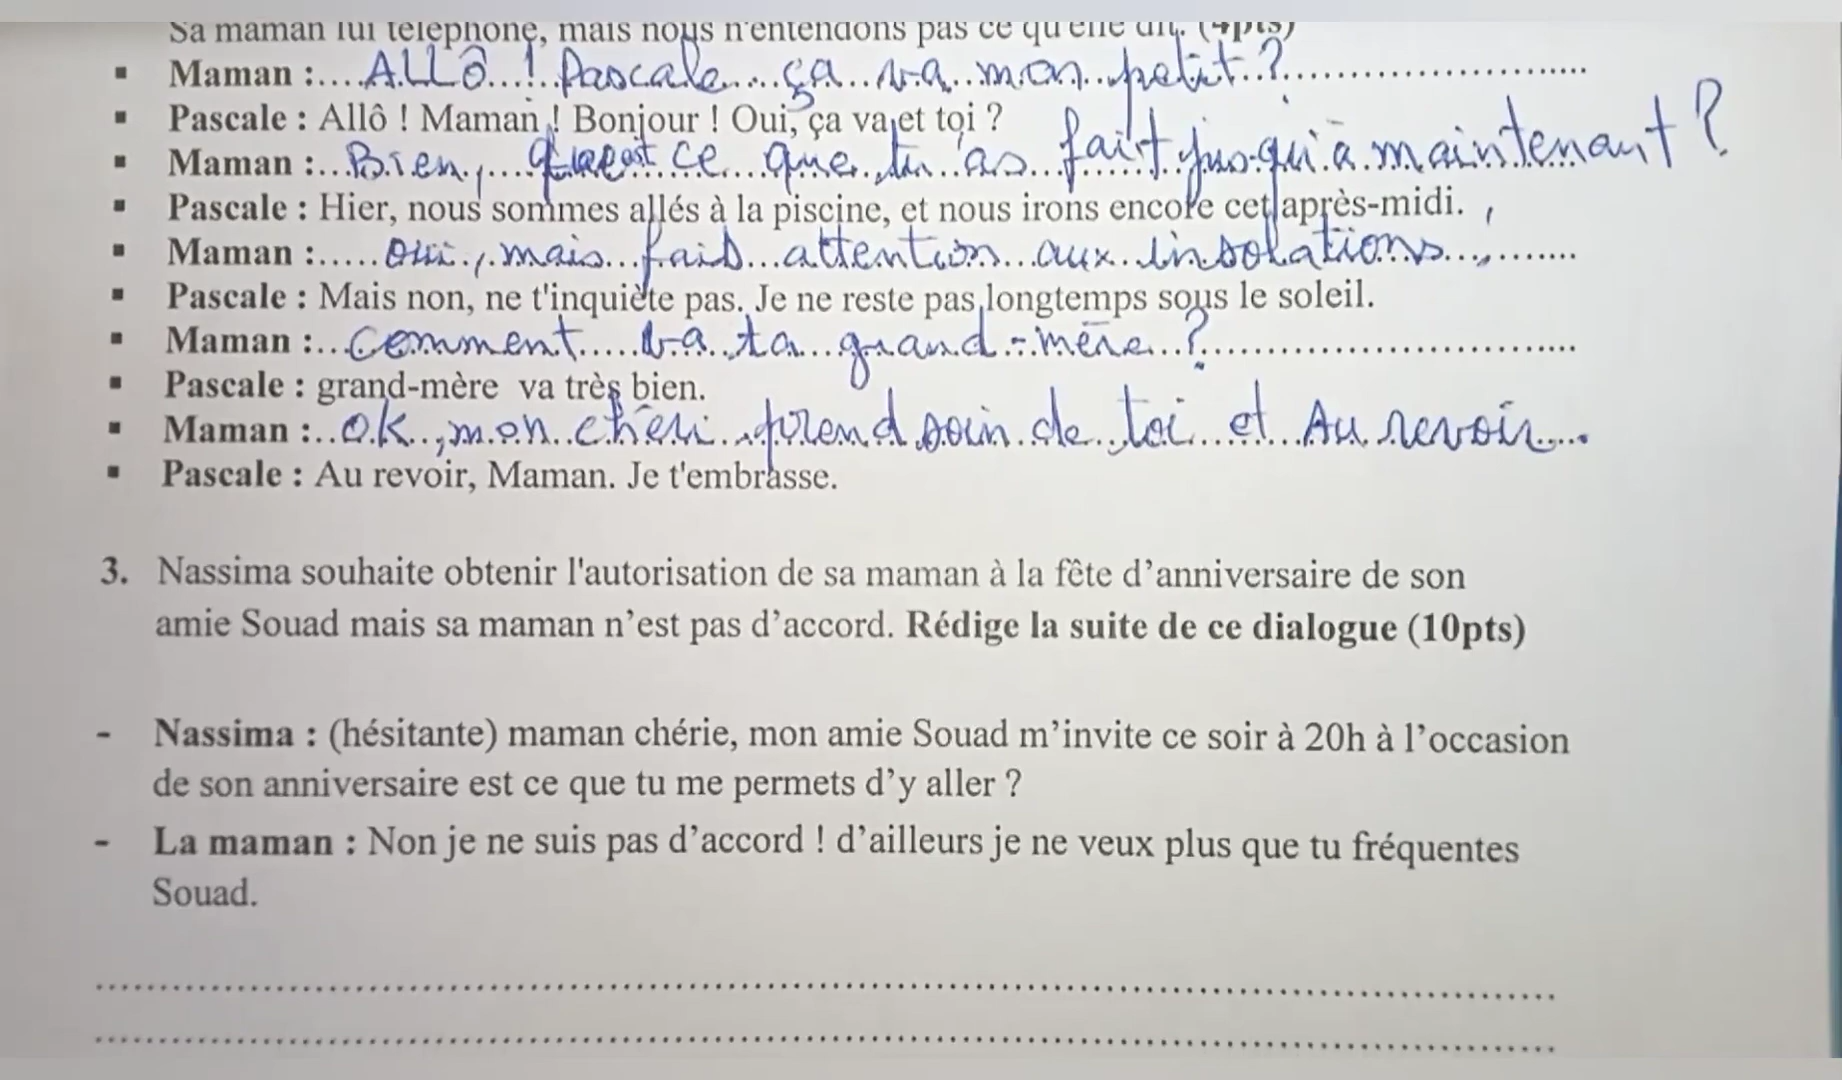 Sa maman lui téléphone, mais nous n'entendons pas ce qu'elle dit. (4pts)
▪ Maman :....ALLÔ...!..Pascale....ça...va..mon..petit..?..............................
▪ Pascale : Allô ! Maman ! Bonjour ! Oui, ça va et toi ?
▪ Maman :...Bien,.... qu'est ce...que..tu 'as...fait jusqu'à maintenant ?
▪ Pascale : Hier, nous sommes allés à la piscine, et nous irons encore cet après-midi.
▪ Maman :..... Oui.,.mais...fais...attention...aux..insolations.............
▪ Pascale : Mais non, ne t'inquiète pas. Je ne reste pas longtemps sous le soleil.
▪ Maman :...Comment.....va..ta...grand-mère...?..................................
▪ Pascale : grand-mère va très bien.
▪ Maman :..OK..,mon..chéri..prend soin.de..toi...et...Au revoir....
▪ Pascale : Au revoir, Maman. Je t'embrasse.
3. Nassima souhaite obtenir l'autorisation de sa maman à la fête d’anniversaire de son
amie Souad mais sa maman n’est pas d’accord. Rédige la suite de ce dialogue (10pts)
- Nassima : (hésitante) maman chérie, mon amie Souad m’invite ce soir à 20h à l’occasion
de son anniversaire est ce que tu me permets d’y aller ?
- La maman : Non je ne suis pas d’accord ! d’ailleurs je ne veux plus que tu fréquentes
Souad.